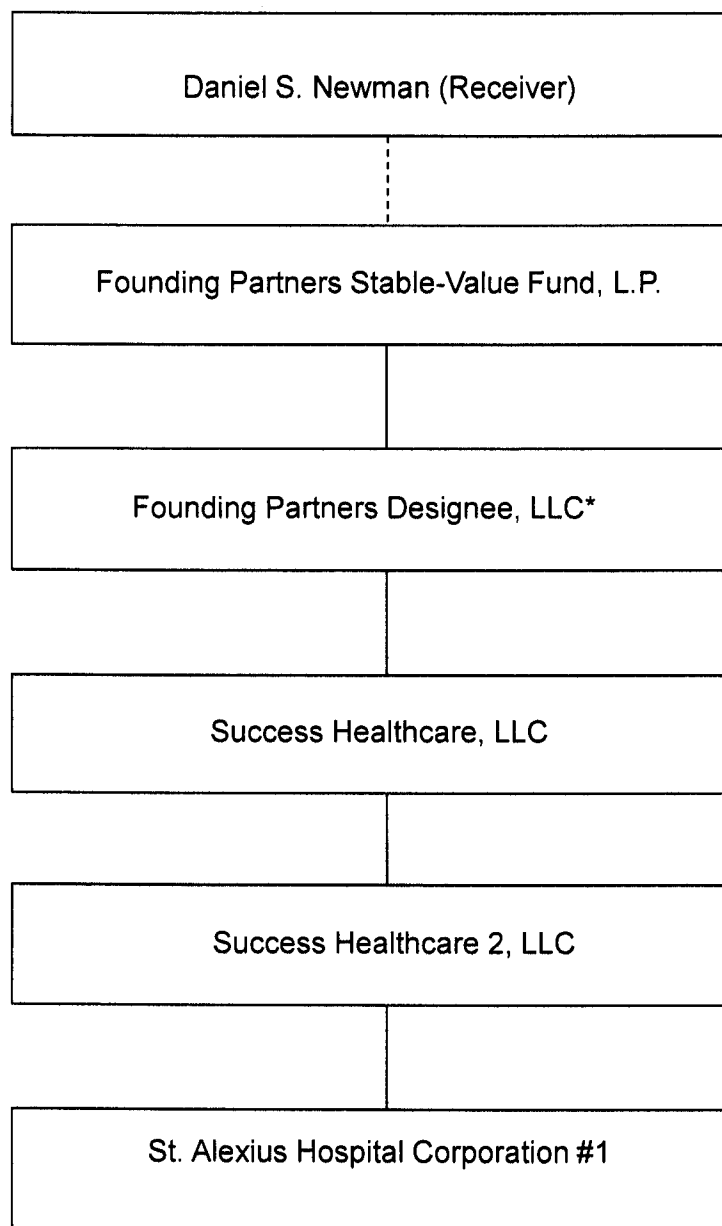 Daniel S. Newman (Receiver)
Founding Partners Stable-Value Fund, L.P.
Founding Partners Designee, LLC*
Success Healthcare, LLC
Success Healthcare 2, LLC
St. Alexius Hospital Corporation #1